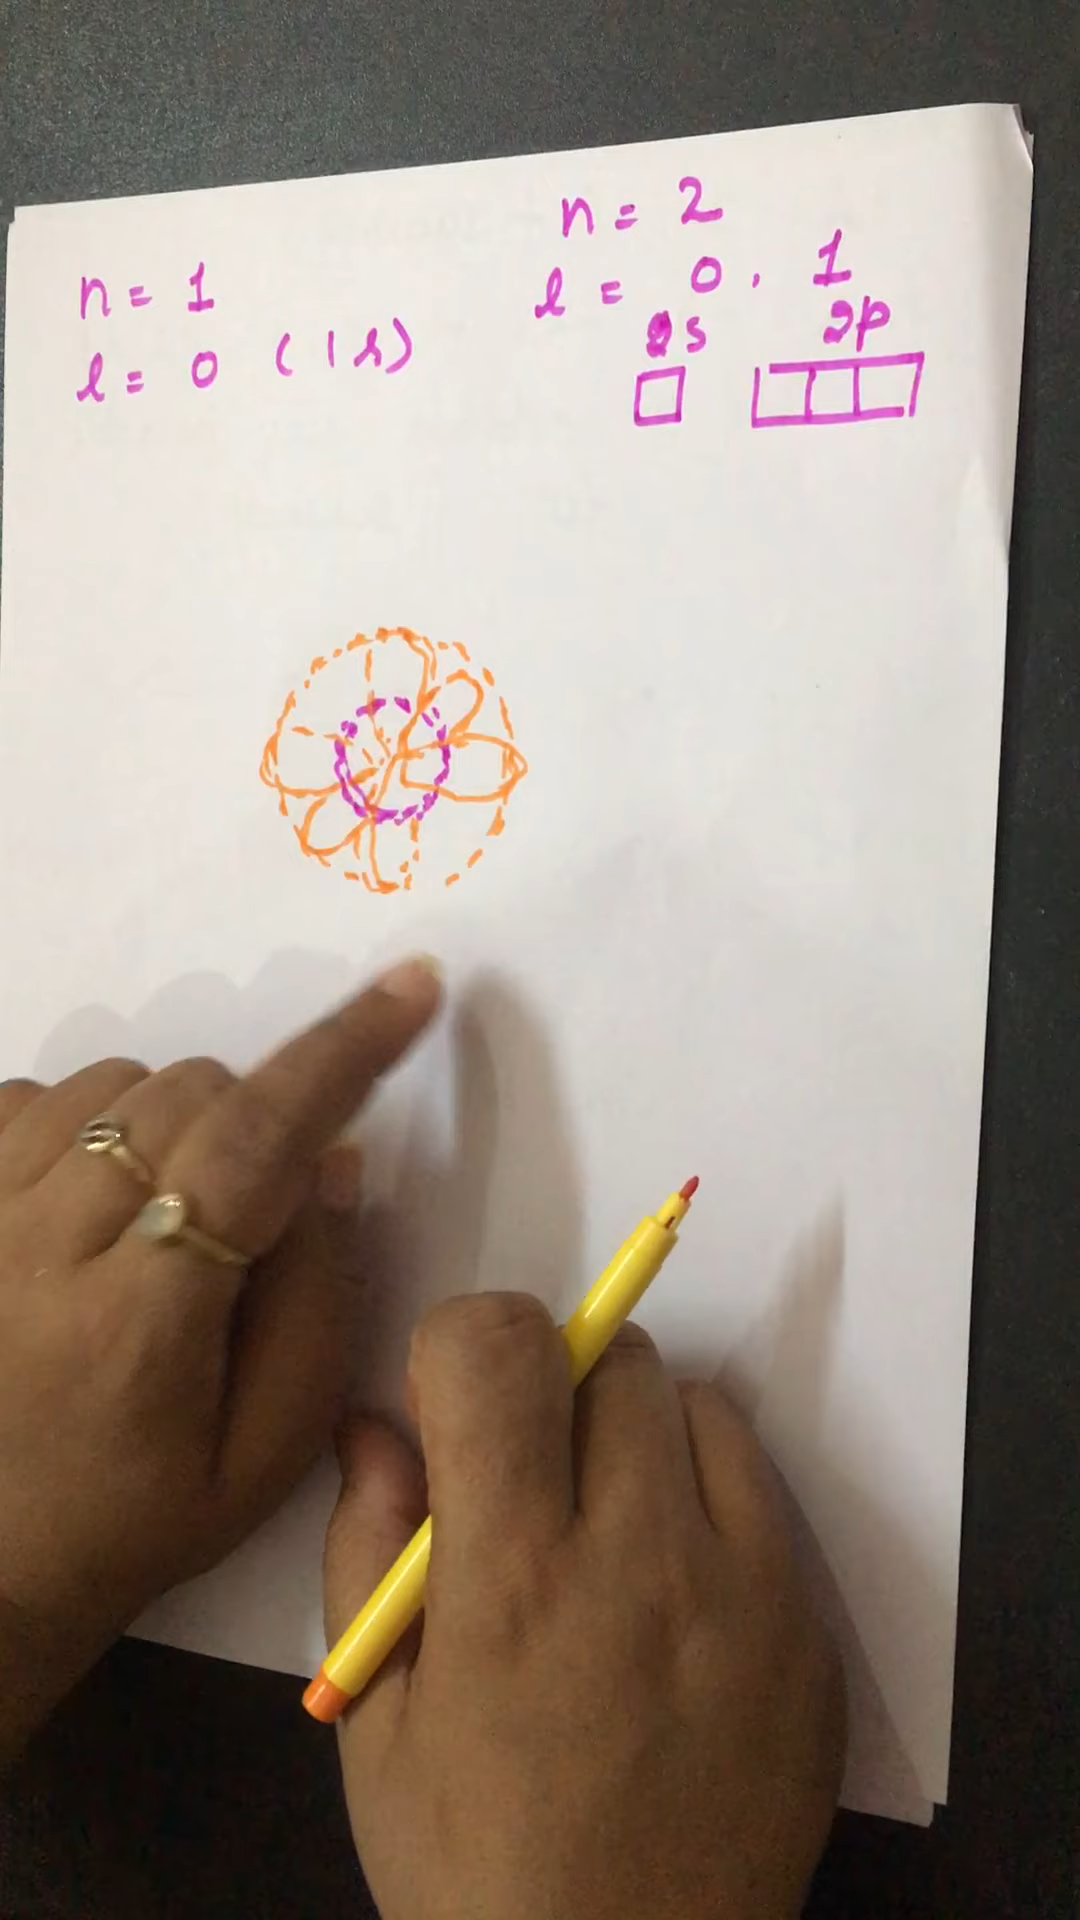 n = 1
l = 0 (1s)
n = 2
l = 0, 1
2s 2p